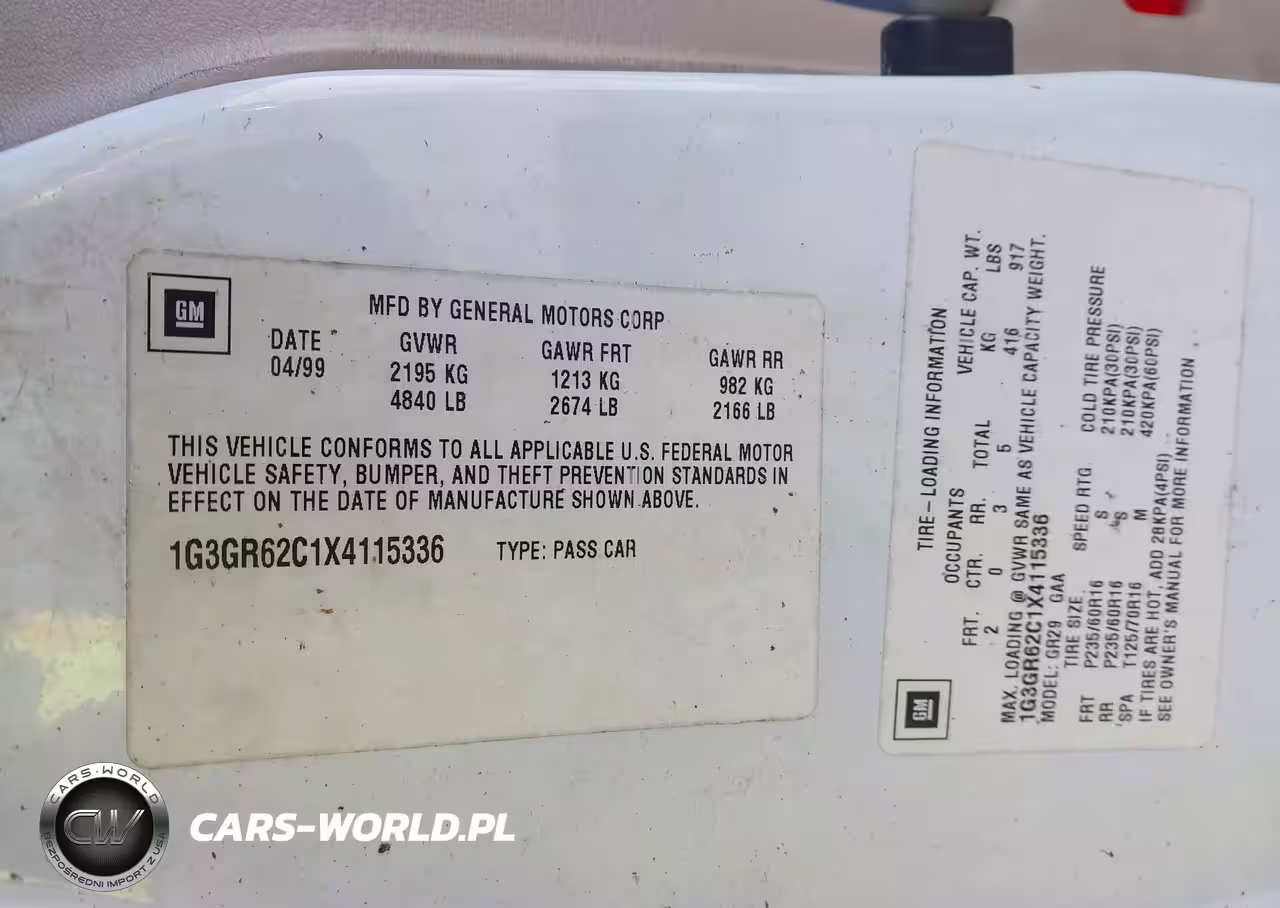 GM
MFD BY GENERAL MOTORS CORP
DATE GVWR GAWR FRT GAWR RR
04/99 2195 KG 1213 KG 982 KG
4840 LB 2674 LB 2166 LB
THIS VEHICLE CONFORMS TO ALL APPLICABLE U.S. FEDERAL MOTOR
VEHICLE SAFETY, BUMPER, AND THEFT PREVENTION STANDARDS IN
EFFECT ON THE DATE OF MANUFACTURE SHOWN ABOVE.
1G3GR62C1X4115336 TYPE: PASS CAR
GM
TIRE-LOADING INFORMATION
OCCUPANTS VEHICLE CAP. WT.
FRT. CTR. RR. TOTAL KG LBS
2 0 3 5 416 917
MAX. LOADING @ GVWR SAME AS VEHICLE CAPACITY WEIGHT.
1G3GR62C1X4115336
MODEL: GR29 GAA
TIRE SIZE SPEED RTG. COLD TIRE PRESSURE
FRT P235/60R16 S 210KPA(30PSI)
RR P235/60R16 S 210KPA(30PSI)
SPA T125/70R16 M 420KPA(60PSI)
IF TIRES ARE HOT, ADD 28KPA(4PSI)
SEE OWNER'S MANUAL FOR MORE INFORMATION
CARS-WORLD
CW
BEZPOŚREDNI IMPORT Z USA
CARS-WORLD.PL